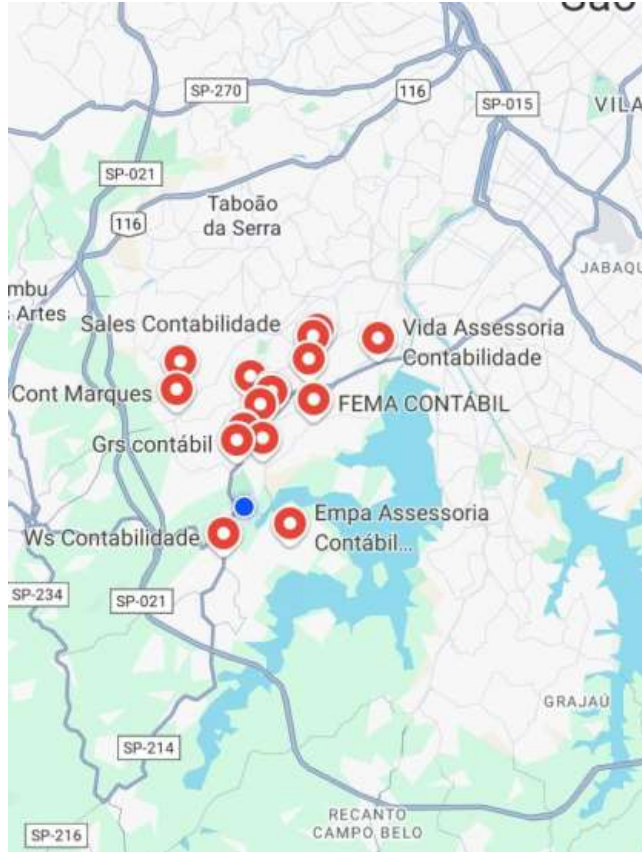 São
SP-270
116
SP-015
VILA
SP-021
116
Taboão
da Serra
JABAQU
mbu
s Artes
Sales Contabilidade
Vida Assessoria
Contabilidade
Cont Marques
FEMA CONTÁBIL
Grs contábil
Empa Assessoria
Contábil...
Ws Contabilidade
SP-234
SP-021
GRAJAÚ
SP-214
RECANTO
CAMPO BELO
SP-216